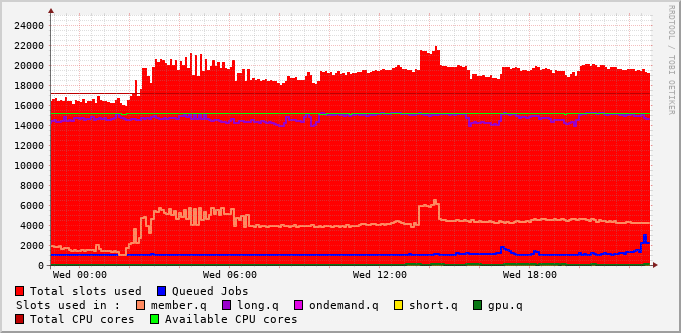 24000
22000
20000
18000
16000
14000
12000
10000
8000
6000
4000
2000
0
Wed 00:00 Wed 06:00 Wed 12:00 Wed 18:00
Total slots used Queued Jobs
Slots used in : member.q long.q ondemand.q short.q gpu.q
Total CPU cores Available CPU cores
RRDTOOL / TOBI OETIKER